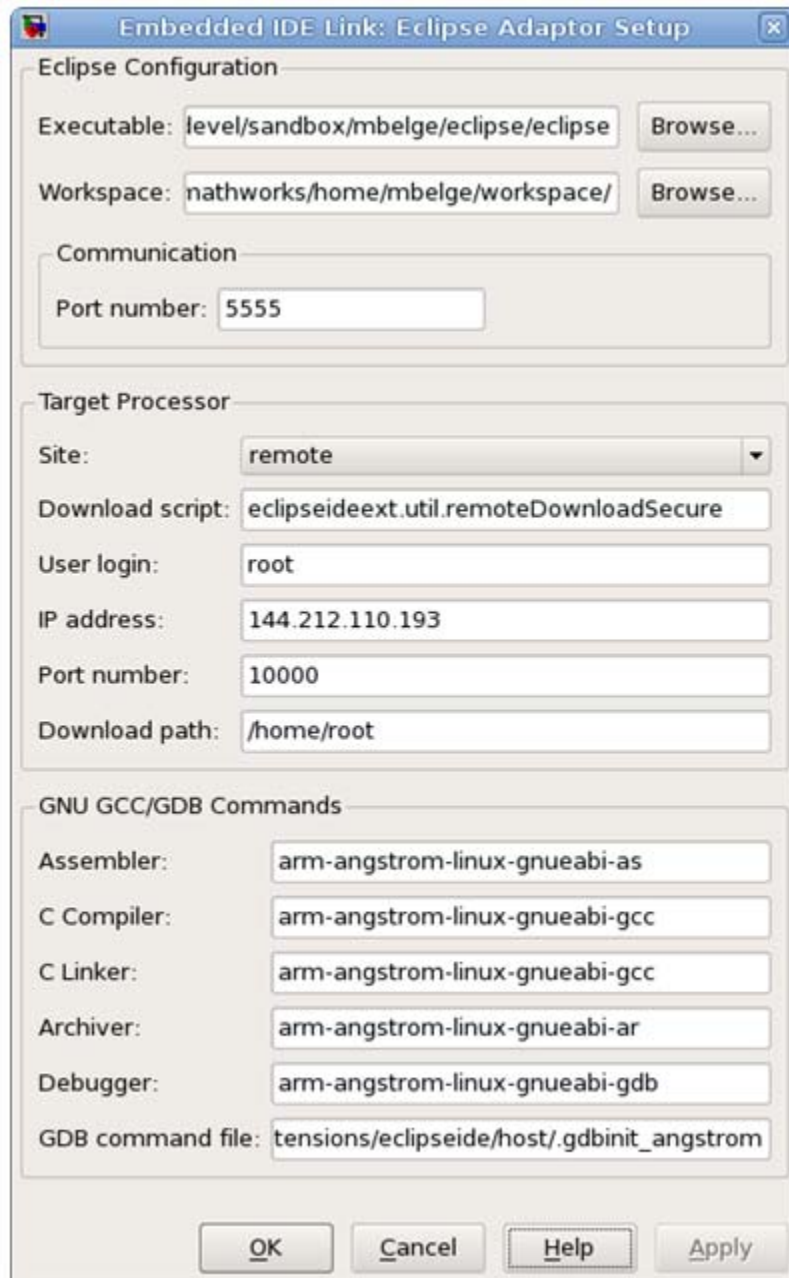 Embedded IDE Link: Eclipse Adaptor Setup
Eclipse Configuration
Executable: level/sandbox/mbelge/eclipse/eclipse Browse...
Workspace: mathworks/home/mbelge/workspace/ Browse...
Communication
Port number: 5555
Target Processor
Site: remote
Download script: eclipseideext.util.remoteDownloadSecure
User login: root
IP address: 144.212.110.193
Port number: 10000
Download path: /home/root
GNU GCC/GDB Commands
Assembler: arm-angstrom-linux-gnueabi-as
C Compiler: arm-angstrom-linux-gnueabi-gcc
C Linker: arm-angstrom-linux-gnueabi-gcc
Archiver: arm-angstrom-linux-gnueabi-ar
Debugger: arm-angstrom-linux-gnueabi-gdb
GDB command file: tensions/eclipseide/host/.gdbinit_angstrom
OK Cancel Help Apply